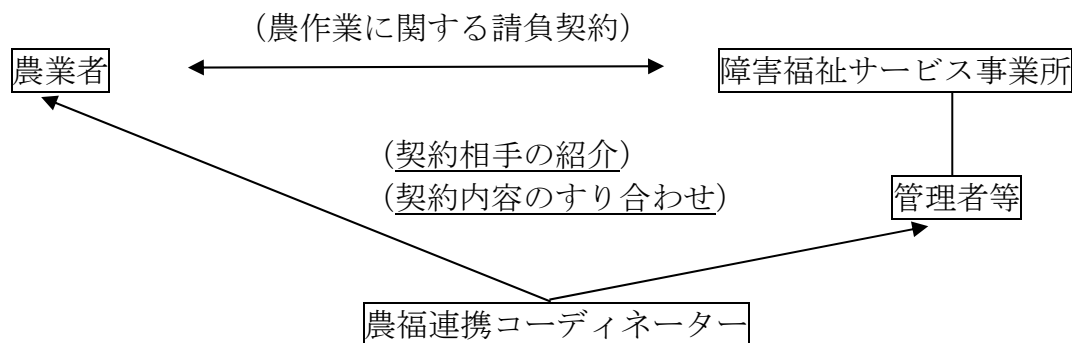 （農作業に関する請負契約）
農業者
障害福祉サービス事業所
（契約相手の紹介）
（契約内容のすり合わせ）
管理者等
農福連携コーディネーター